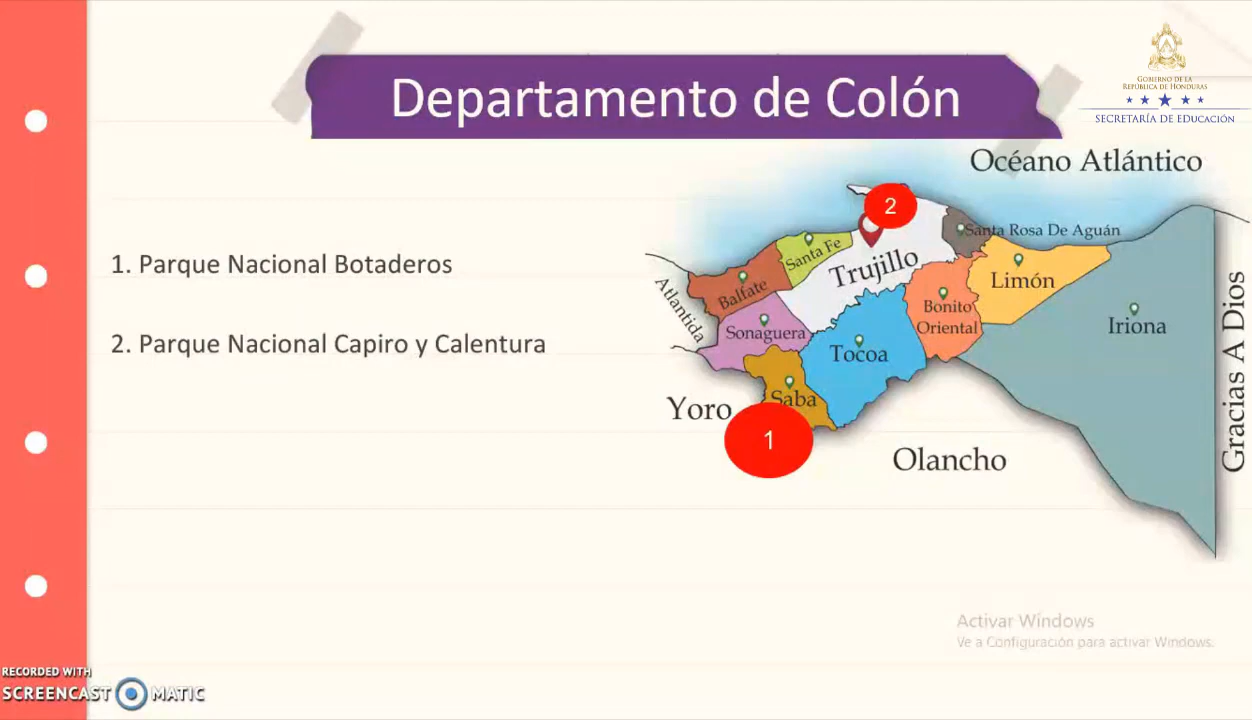 Departamento de Colón
GOBIERNO DE LA
REPÚBLICA DE HONDURAS
SECRETARÍA DE EDUCACIÓN
Océano Atlántico
1. Parque Nacional Botaderos
2. Parque Nacional Capiro y Calentura
2
Santa Rosa De Aguán
Santa Fe
Trujillo
Balfate
Limón
Atlantida
Bonito
Oriental
Iriona
Gracias A Dios
Sonaguera
Tocoa
Saba
Yoro
1
Olancho
Activar Windows
Ve a Configuración para activar Windows.
RECORDED WITH
SCREENCAST MATIC